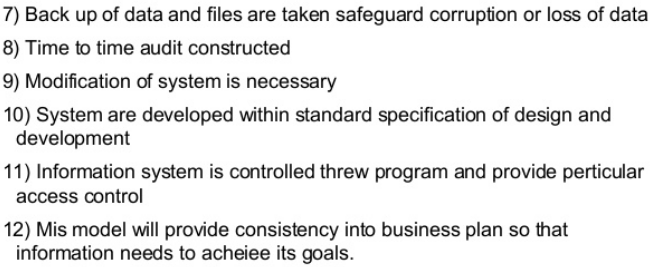 7) Back up of data and files are taken safeguard corruption or loss of data
8) Time to time audit constructed
9) Modification of system is necessary
10) System are developed within standard specification of design and
development
11) Information system is controlled threw program and provide perticular
access control
12) Mis model will provide consistency into business plan so that
information needs to acheiee its goals.